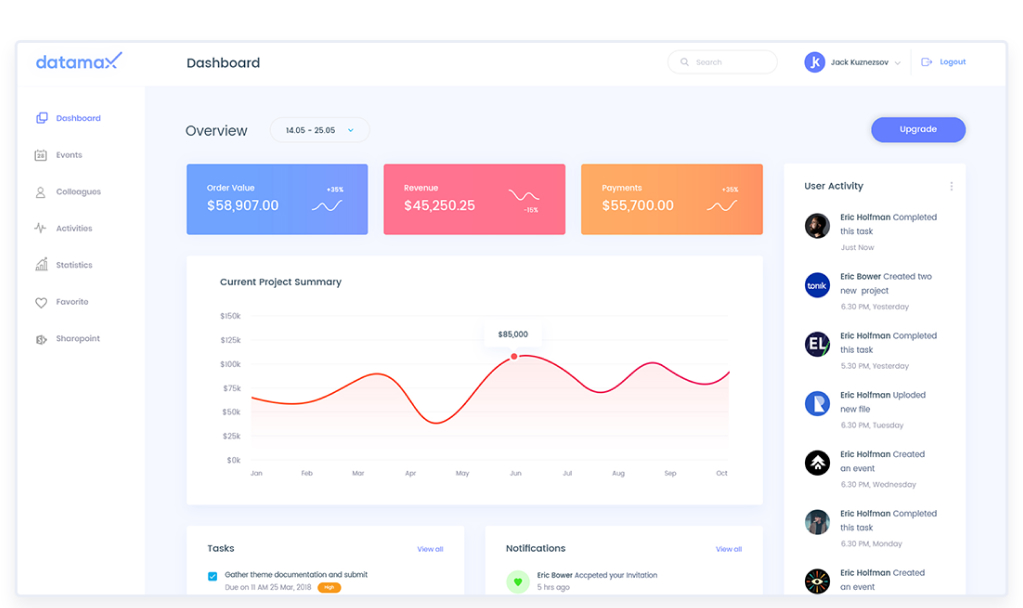 datamax
Dashboard
Search
jk
Jack Kuznezsov
Logout
Dashboard
Events
Colleagues
Activities
Statistics
Favorito
Sharepoint
Overview
14.05 - 25.05
Upgrade
Order Value
+35%
$58,907.00
Revenue
$45,250.25
-15%
Payments
+35%
$55,700.00
Current Project Summary
$150k
$125k
$100k
$75k
$50k
$25k
$0k
$85,000
Jan Feb Mar Apr May Jun Jul Aug Sep Oct
User Activity
Eric Holfman Completed
this task
Just Now
tonik
Eric Bower Created two
new project
6.30 PM, Yesterday
EL
Eric Holfman Completed
this task
5.30 PM, Yesterday
Eric Holfman Uploded
new file
6.30 PM, Tuesday
Eric Holfman Created
an event
6.30 PM, Wednesday
Eric Holfman Completed
this task
6.30 PM, Monday
Eric Holfman Created
an event
Tasks
View all
Gather theme documentation and submit
Due on 11 AM 25 Mar, 2018
High
Notifications
View all
Eric Bower Accpeted your Invitation
5 hrs ago